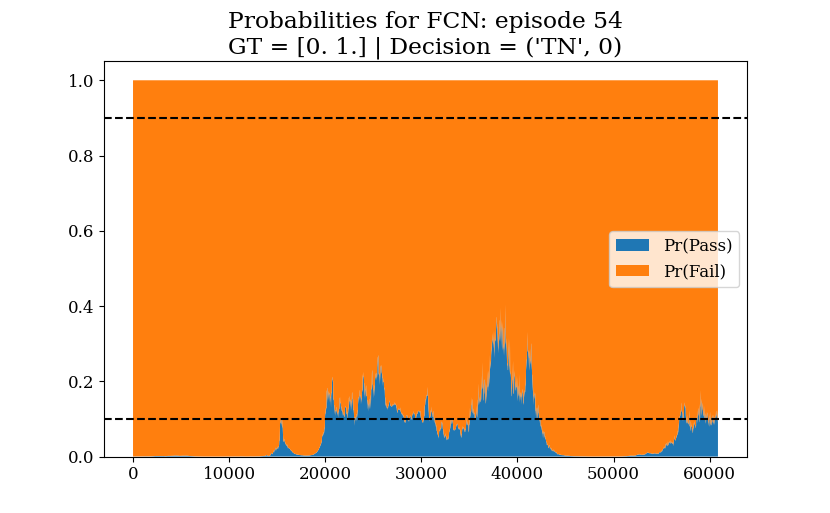 Probabilities for FCN: episode 54
GT = [0. 1.] | Decision = ('TN', 0)
1.0
0.8
0.6
0.4
0.2
0.0
Pr(Pass)
Pr(Fail)
0 10000 20000 30000 40000 50000 60000